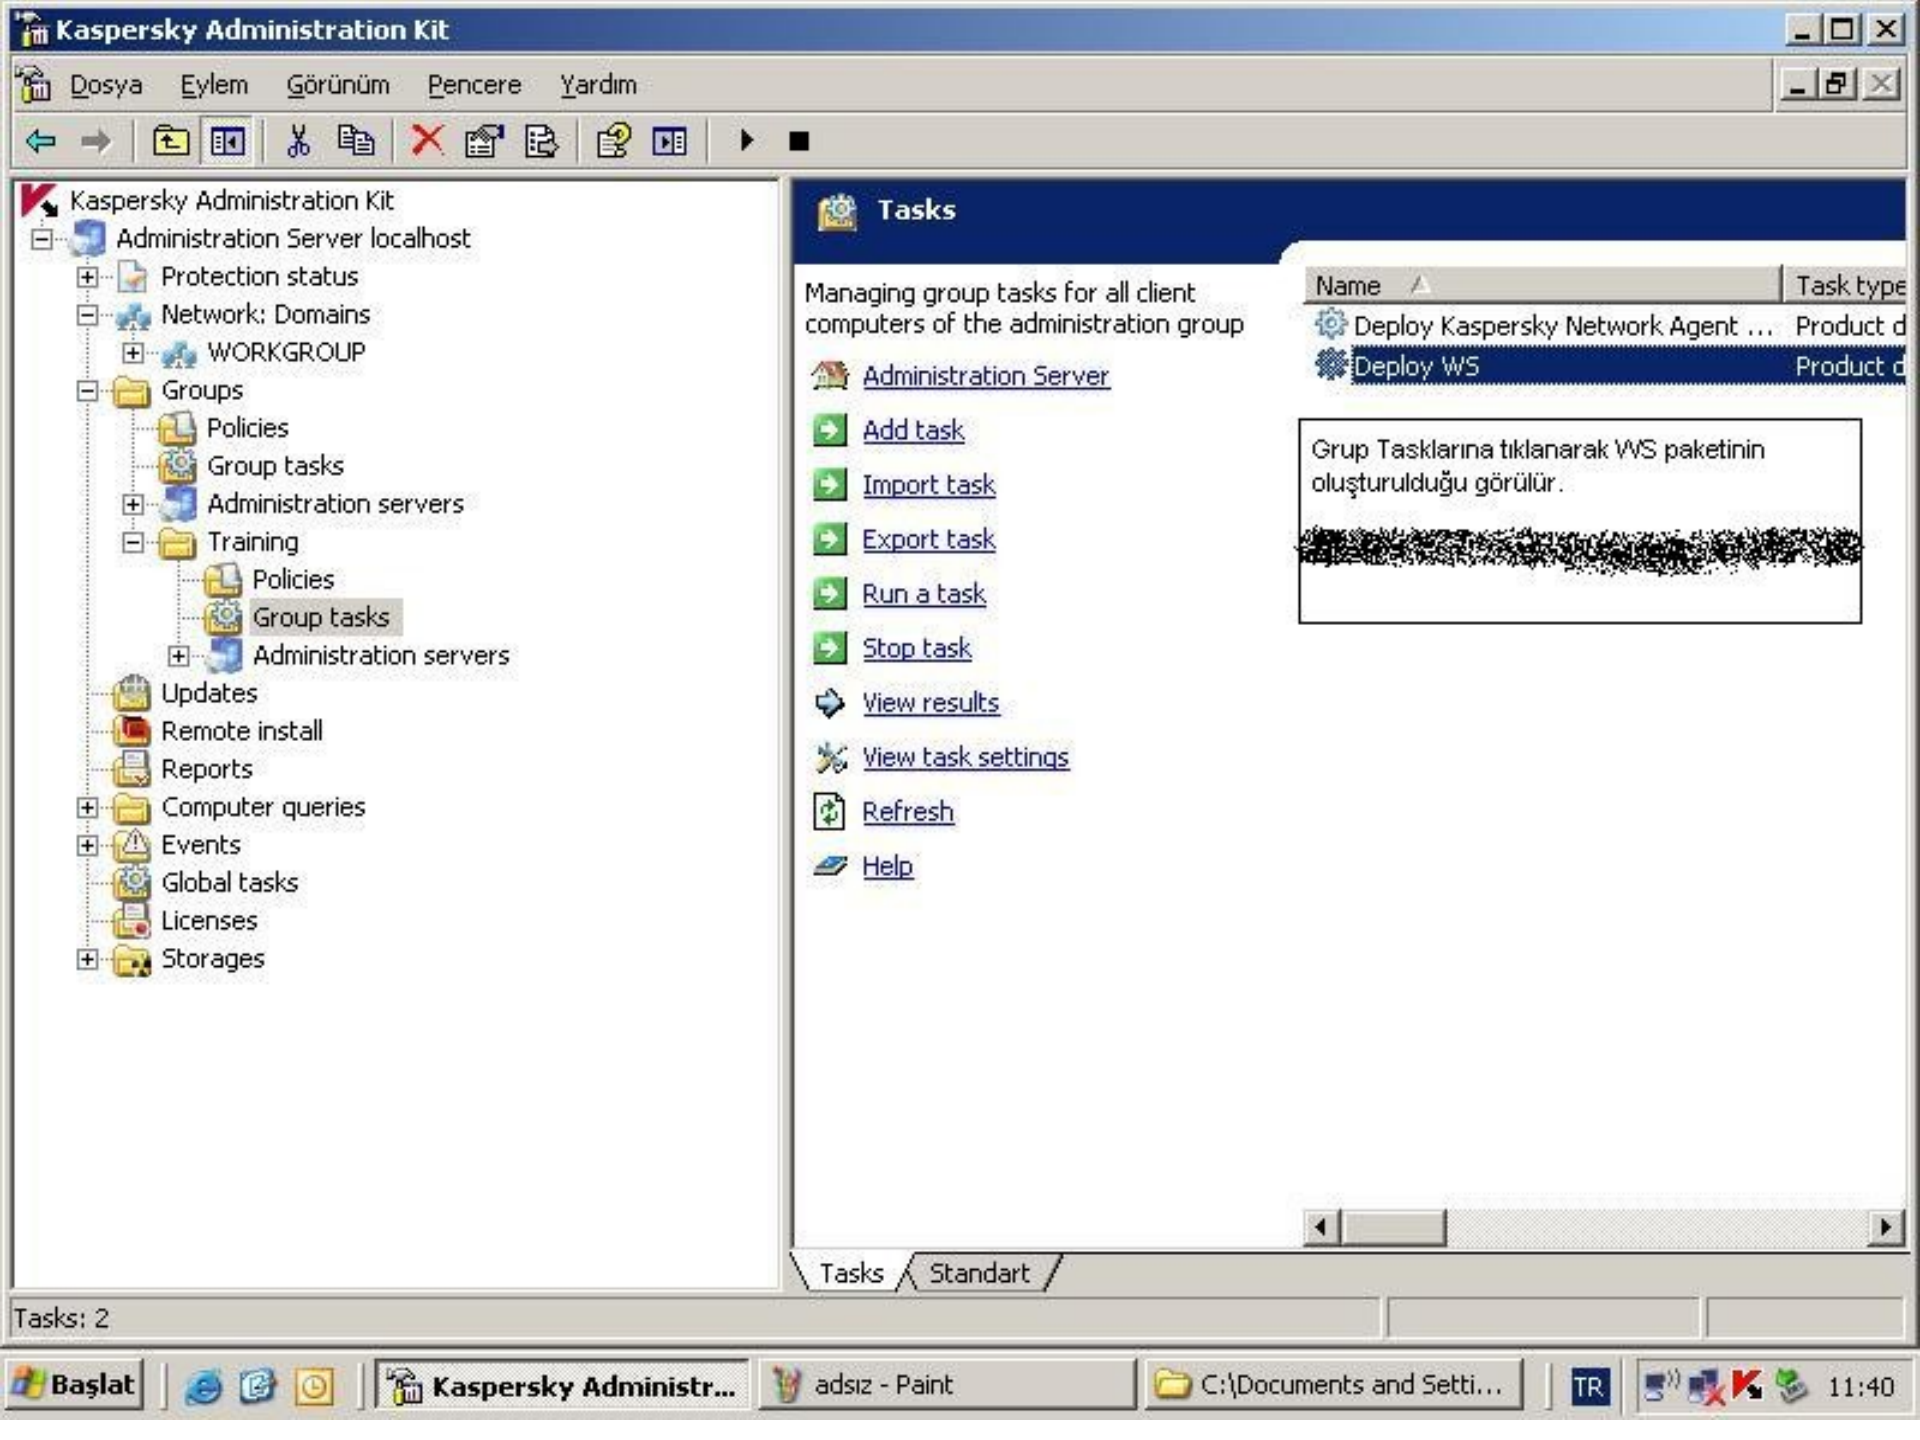 Kaspersky Administration Kit
Dosya Eylem Görünüm Pencere Yardım
Kaspersky Administration Kit
Administration Server localhost
Protection status
Network: Domains
WORKGROUP
Groups
Policies
Group tasks
Administration servers
Training
Policies
Group tasks
Administration servers
Updates
Remote install
Reports
Computer queries
Events
Global tasks
Licenses
Storages
Tasks
Managing group tasks for all client
computers of the administration group
Administration Server
Add task
Import task
Export task
Run a task
Stop task
View results
View task settings
Refresh
Help
Name Task type
Deploy Kaspersky Network Agent ... Product d
Deploy WS Product d
Grup Tasklarına tıklanarak WS paketinin
oluşturulduğu görülür.
Tasks Standart
Tasks: 2
Başlat Kaspersky Administr... adsız - Paint C:\Documents and Setti... TR 11:40